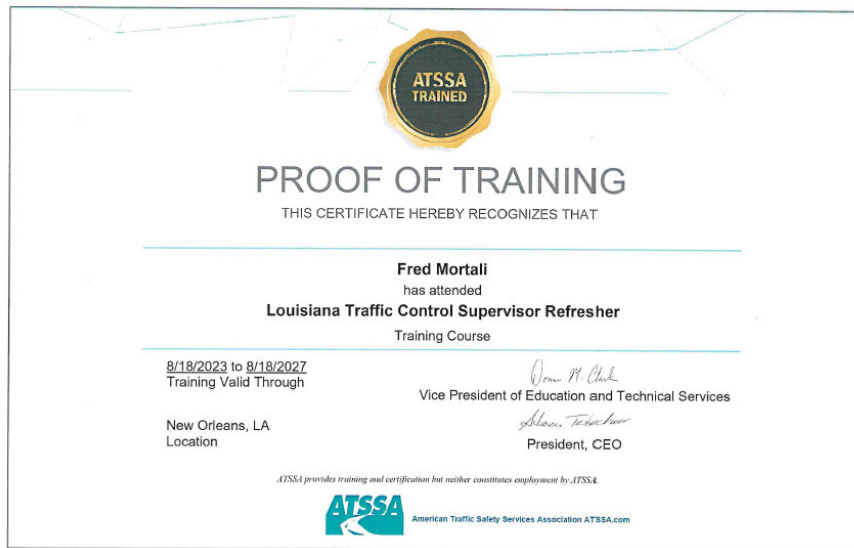 ATSSA
TRAINED
PROOF OF TRAINING
THIS CERTIFICATE HEREBY RECOGNIZES THAT
Fred Mortali
has attended
Louisiana Traffic Control Supervisor Refresher
Training Course
8/18/2023 to 8/18/2027
Training Valid Through
Vice President of Education and Technical Services
New Orleans, LA
Location
President, CEO
ATSSA provides training and certification but neither constitutes employment by ATSSA.
ATSSA
American Traffic Safety Services Association ATSSA.com